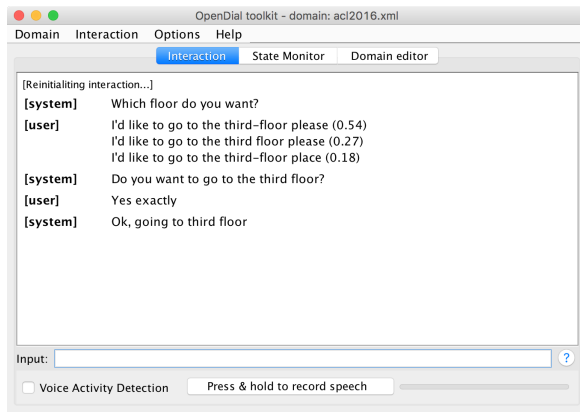 OpenDial toolkit - domain: acl2016.xml
Domain Interaction Options Help
Interaction State Monitor Domain editor
[Reinitialiting interaction...]
[system] Which floor do you want?
[user] I'd like to go to the third-floor please (0.54)
I'd like to go to the third floor please (0.27)
I'd like to go to the third-floor place (0.18)
[system] Do you want to go to the third floor?
[user] Yes exactly
[system] Ok, going to third floor
Input: ?
Voice Activity Detection Press & hold to record speech